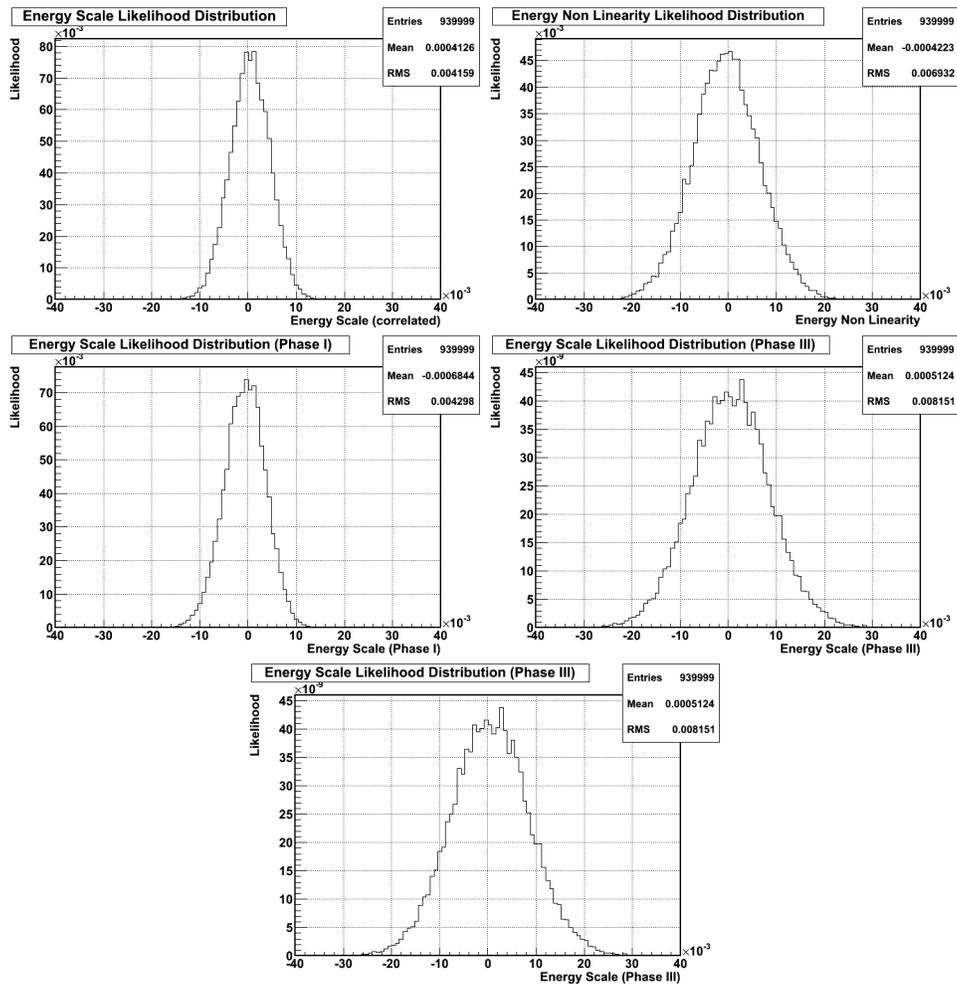 Energy Scale Likelihood Distribution
Entries 939999
Mean 0.0004126
RMS 0.004159
×10⁻³
Likelihood
80
70
60
50
40
30
20
10
0
-40 -30 -20 -10 0 10 20 30 40
×10⁻³
Energy Scale (correlated)
Energy Non Linearity Likelihood Distribution
Entries 939999
Mean -0.0004223
RMS 0.006932
×10⁻³
Likelihood
45
40
35
30
25
20
15
10
5
0
-40 -30 -20 -10 0 10 20 30 40
×10⁻³
Energy Non Linearity
Energy Scale Likelihood Distribution (Phase I)
Entries 939999
Mean -0.0006844
RMS 0.004298
×10⁻³
Likelihood
70
60
50
40
30
20
10
0
-40 -30 -20 -10 0 10 20 30 40
×10⁻³
Energy Scale (Phase I)
Energy Scale Likelihood Distribution (Phase III)
Entries 939999
Mean 0.0005124
RMS 0.008151
×10⁻⁹
Likelihood
45
40
35
30
25
20
15
10
5
0
-40 -30 -20 -10 0 10 20 30 40
×10⁻³
Energy Scale (Phase III)
Energy Scale Likelihood Distribution (Phase III)
Entries 939999
Mean 0.0005124
RMS 0.008151
×10⁻⁹
Likelihood
45
40
35
30
25
20
15
10
5
0
-40 -30 -20 -10 0 10 20 30 40
×10⁻³
Energy Scale (Phase III)